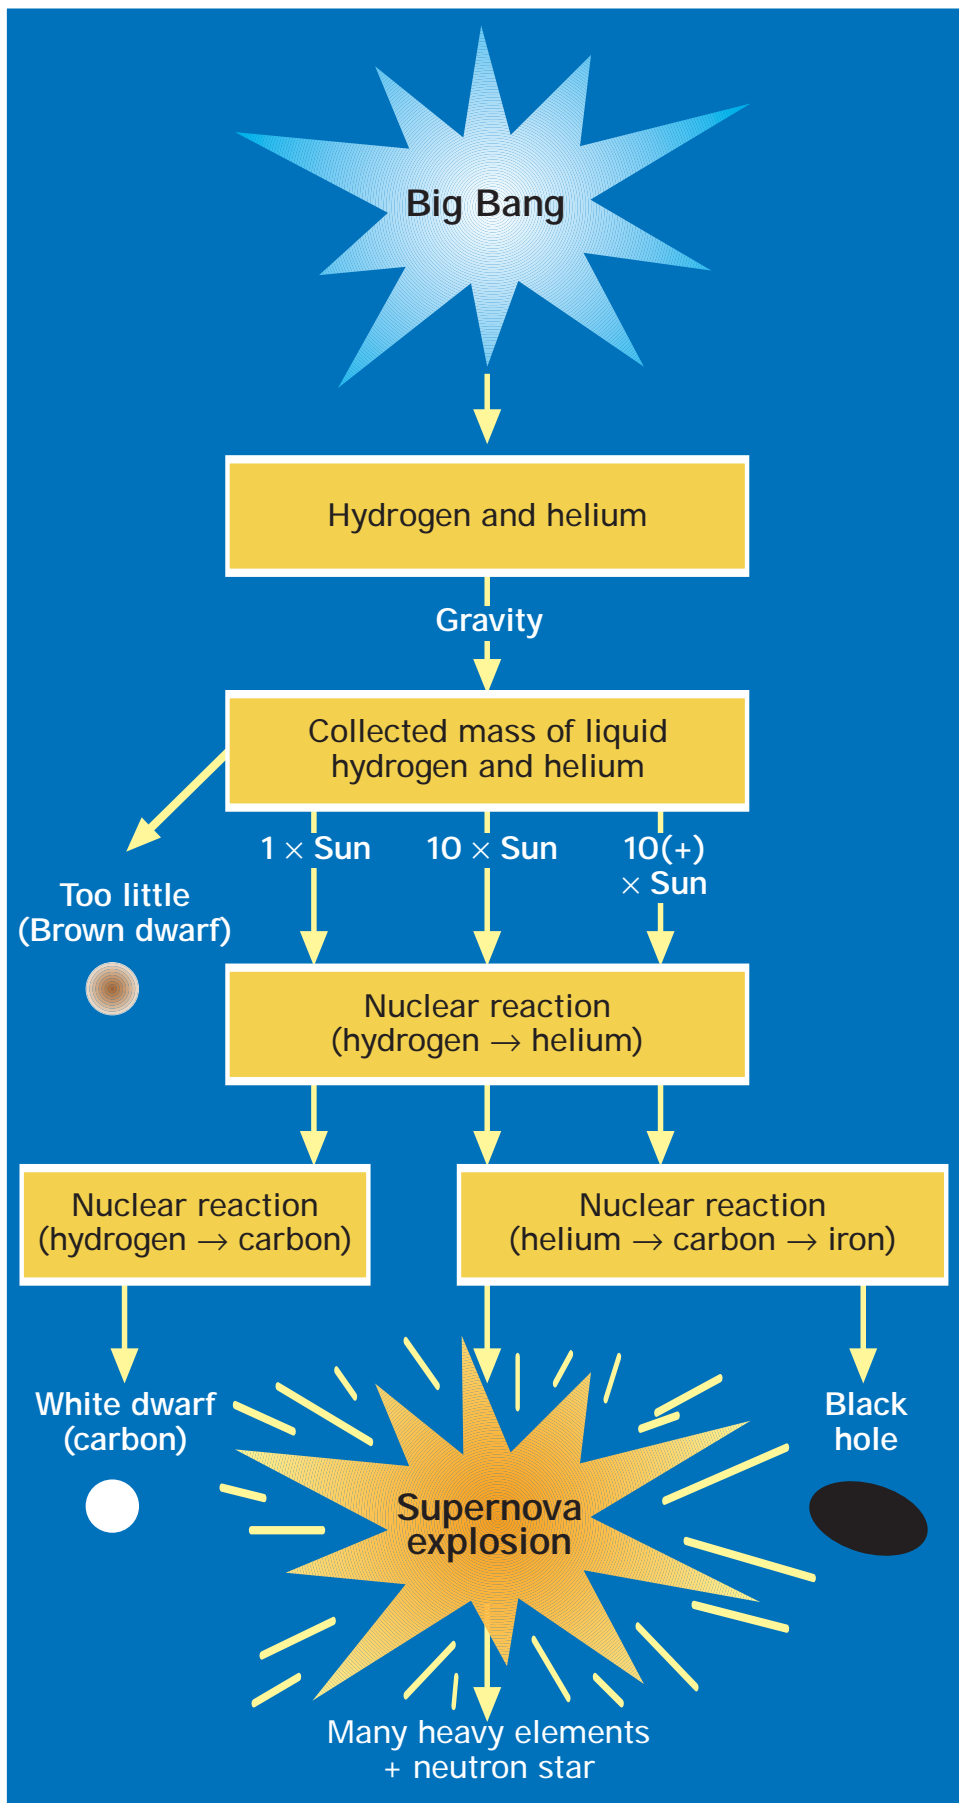 Big Bang
Hydrogen and helium
Gravity
Collected mass of liquid
hydrogen and helium
1 × Sun
10 × Sun
10(+)
× Sun
Too little
(Brown dwarf)
Nuclear reaction
(hydrogen → helium)
Nuclear reaction
(hydrogen → carbon)
Nuclear reaction
(helium → carbon → iron)
White dwarf
(carbon)
Black
hole
Supernova
explosion
Many heavy elements
+ neutron star